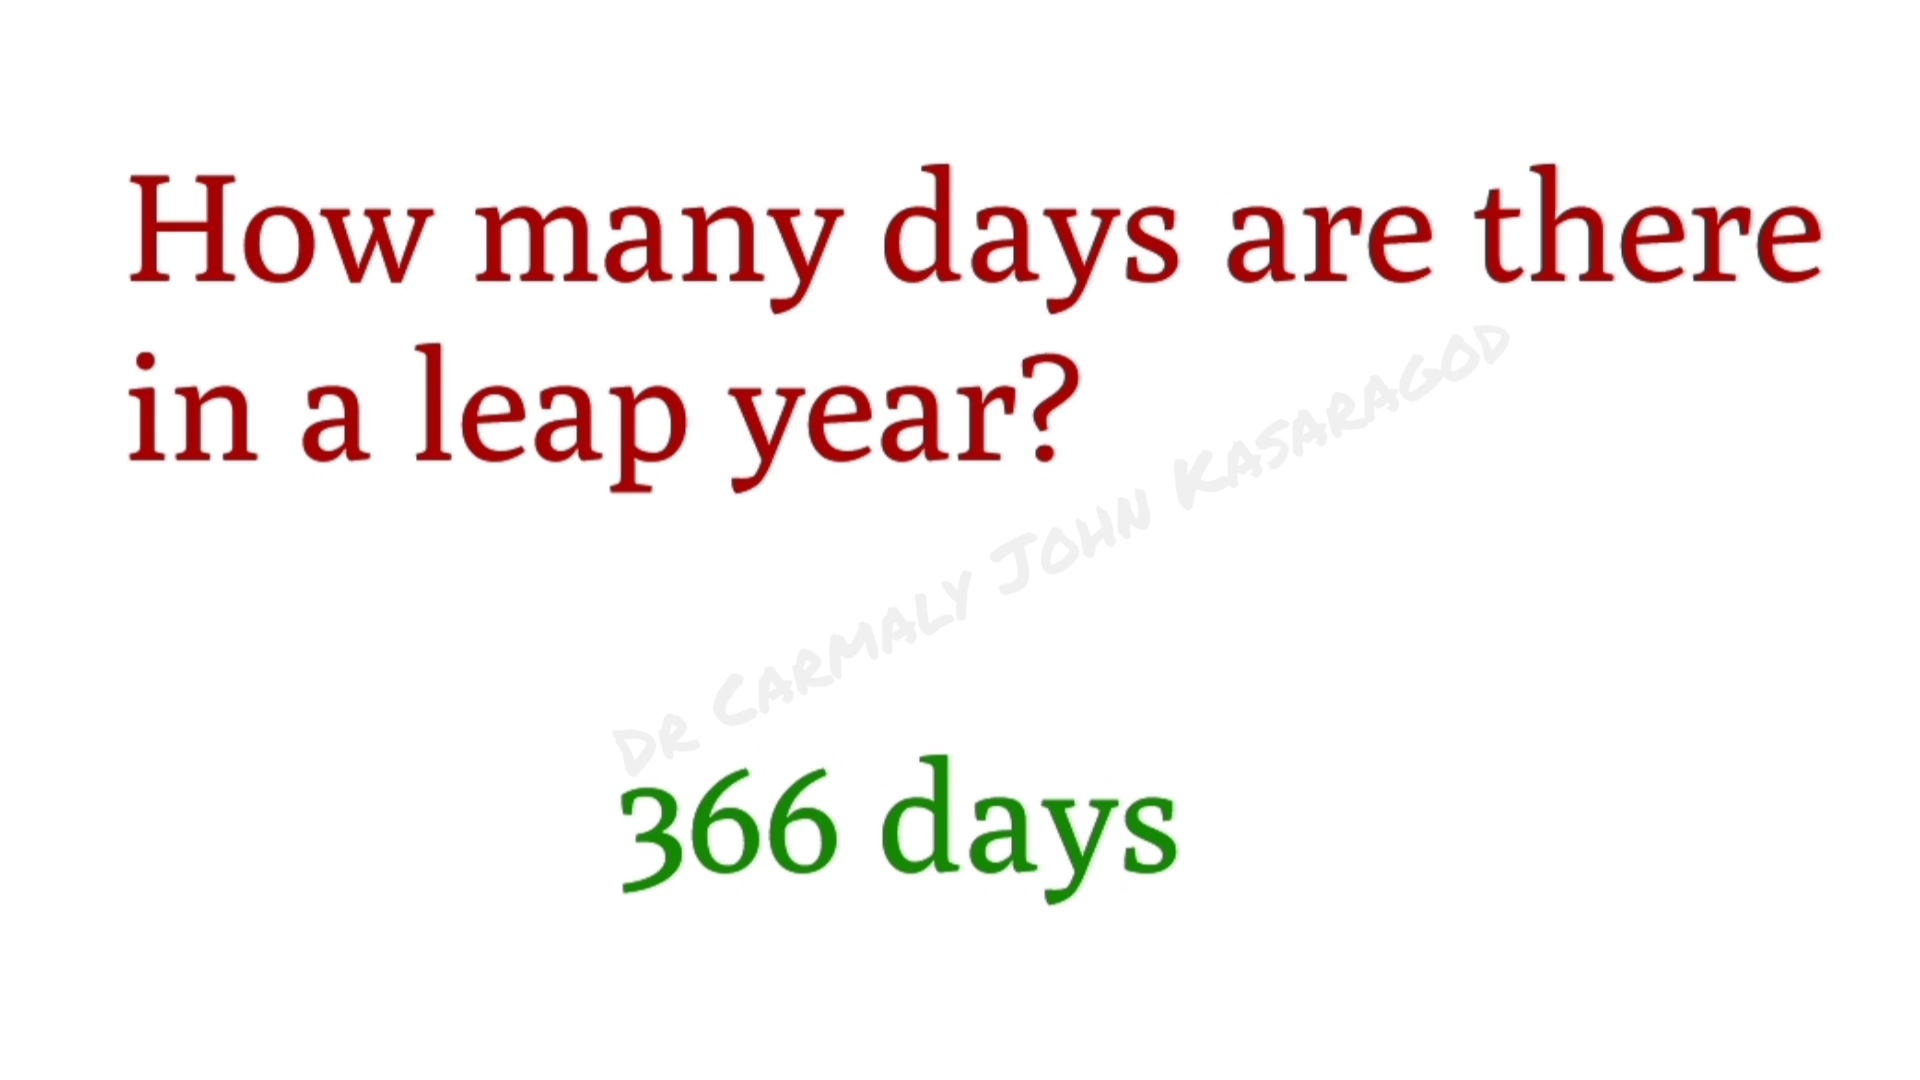 How many days are there
in a leap year?
Dr Carmaly John Kasaragod
366 days